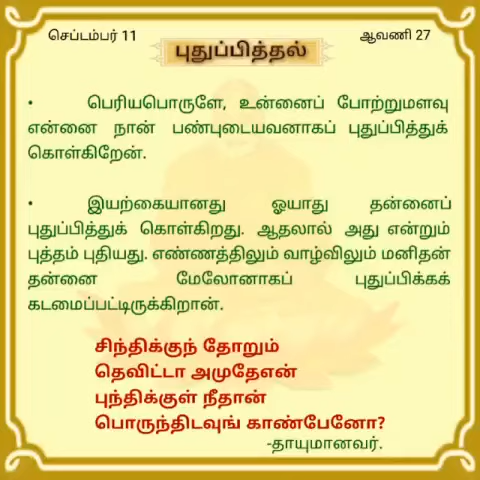 செப்டம்பர் 11
ஆவணி 27
புதுப்பித்தல்
• பெரியபொருளே, உன்னைப் போற்றுமளவு
என்னை நான் பண்புடையவனாகப் புதுப்பித்துக்
கொள்கிறேன்.
• இயற்கையானது ஓயாது தன்னைப்
புதுப்பித்துக் கொள்கிறது. ஆதலால் அது என்றும்
புத்தம் புதியது. எண்ணத்திலும் வாழ்விலும் மனிதன்
தன்னை மேலோனாகப் புதுப்பிக்கக்
கடமைப்பட்டிருக்கிறான்.
சிந்திக்குந் தோறும்
தெவிட்டா அமுதேஎன்
புந்திக்குள் நீதான்
பொருந்திடவுங் காண்பேனோ?
-தாயுமானவர்.